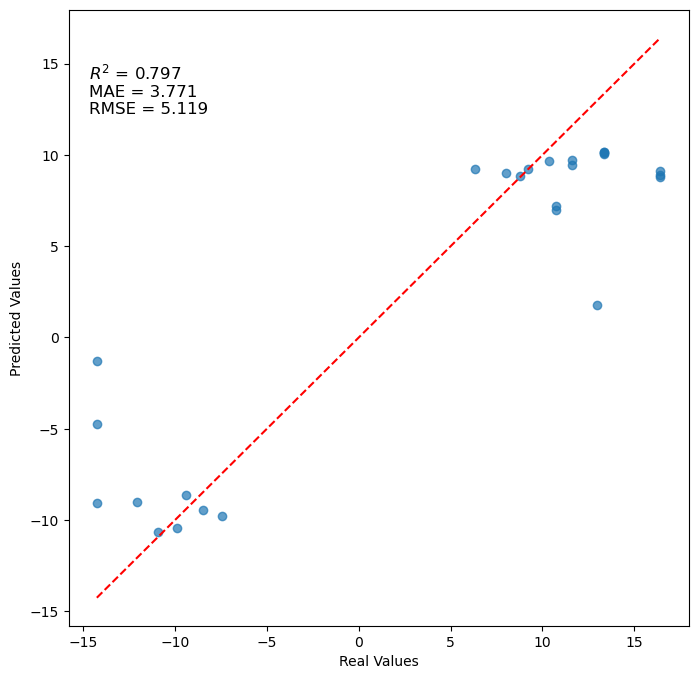 R² = 0.797
MAE = 3.771
RMSE = 5.119
15
10
5
0
−5
−10
−15
Predicted Values
−15 −10 −5 0 5 10 15
Real Values